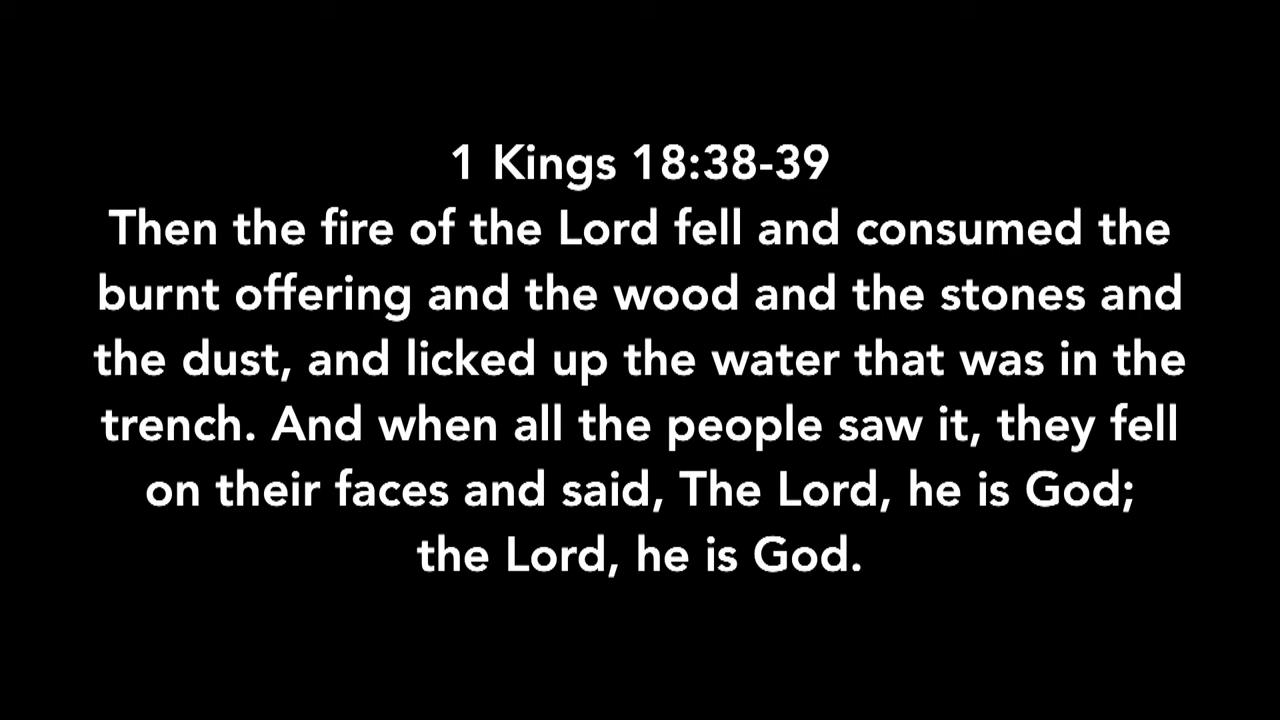 1 Kings 18:38-39
Then the fire of the Lord fell and consumed the
burnt offering and the wood and the stones and
the dust, and licked up the water that was in the
trench. And when all the people saw it, they fell
on their faces and said, The Lord, he is God;
the Lord, he is God.